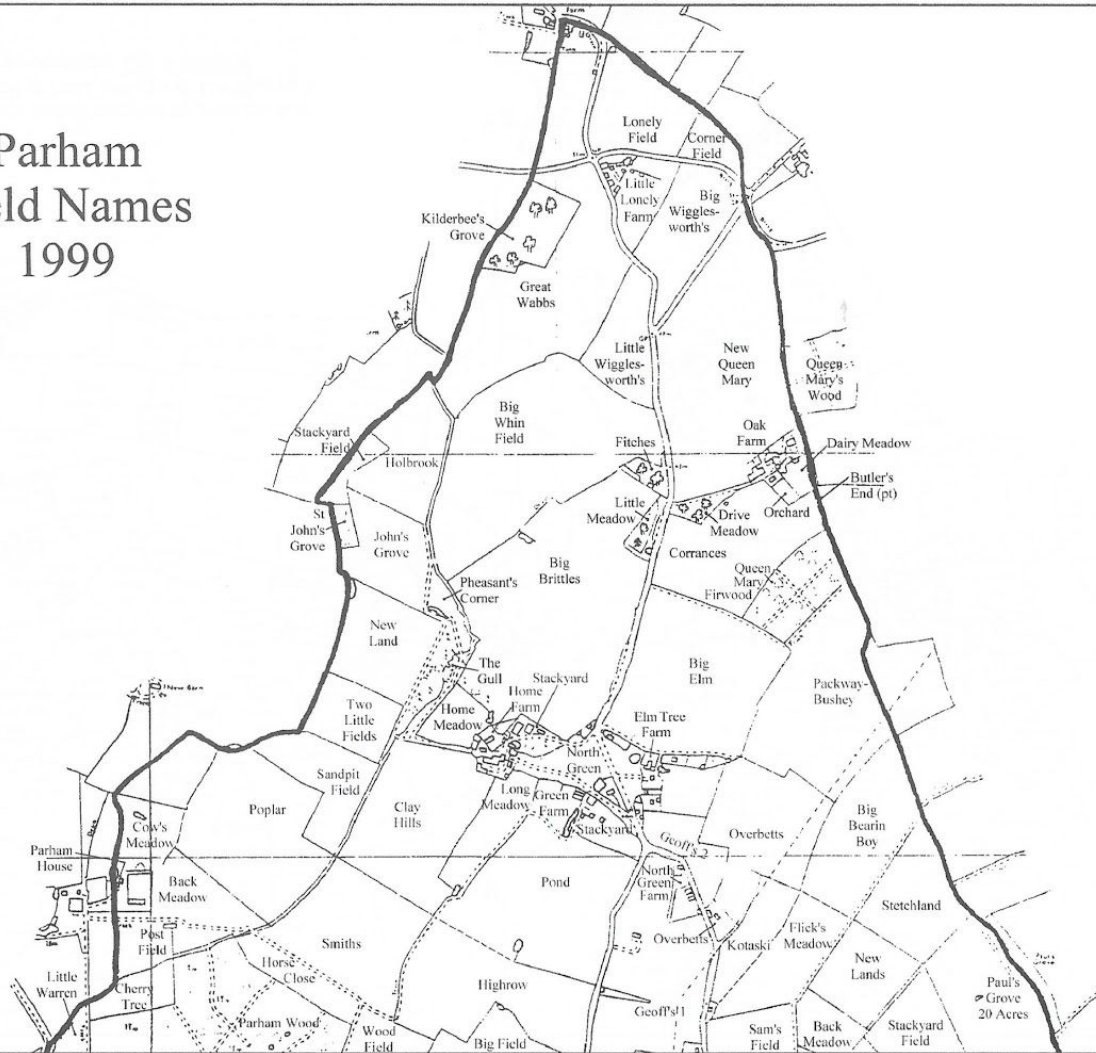 Parham
eld Names
1999
Farm
Lonely
Field
Corner
Field
Little
Lonely
Farm
Big
Wiggles-
worth's
Kilderbee's
Grove
Great
Wabbs
Little
Wiggles-
worth's
New
Queen
Mary
Queen
Mary's
Wood
Big
Whin
Field
Stackyard
Field
Holbrook
Fitches
Oak
Farm
Dairy Meadow
Butler's
End (pt)
Orchard
Little
Meadow
Drive
Meadow
St
John's
Grove
John's
Grove
Corrances
Big
Brittles
Queen
Mary
Firwood
Pheasant's
Corner
New
Land
The
Gull
Stackyard
Big
Elm
Packway-
Bushey
Home
Farm
Home
Meadow
Two
Little
Fields
Elm Tree
Farm
North
Green
Sandpit
Field
Poplar
Clay
Hills
Long
Meadow
Green
Farm
Stackyard
Cow's
Meadow
Parham
House
Back
Meadow
Geoff's 2
Overbetts
Big
Bearin
Boy
Pond
North
Green
Farm
Stetchland
Post
Field
Smiths
Overbetts
Kotaski
Flick's
Meadow
Horse
Close
New
Lands
Little
Warren
Cherry
Tree
Highrow
Paul's
Grove
20 Acres
Parham Wood
Geoff's 1
Wood
Field
Big Field
Sam's
Field
Back
Meadow
Stackyard
Field